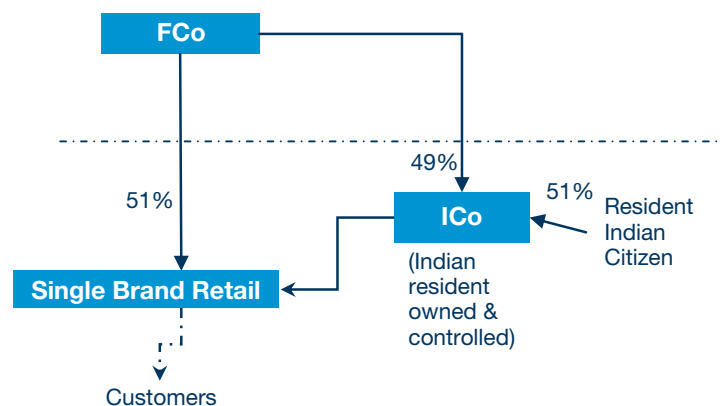 FCo
49%
51%
51%
ICo
Resident
Indian
Citizen
(Indian
resident
owned &
controlled)
Single Brand Retail
Customers